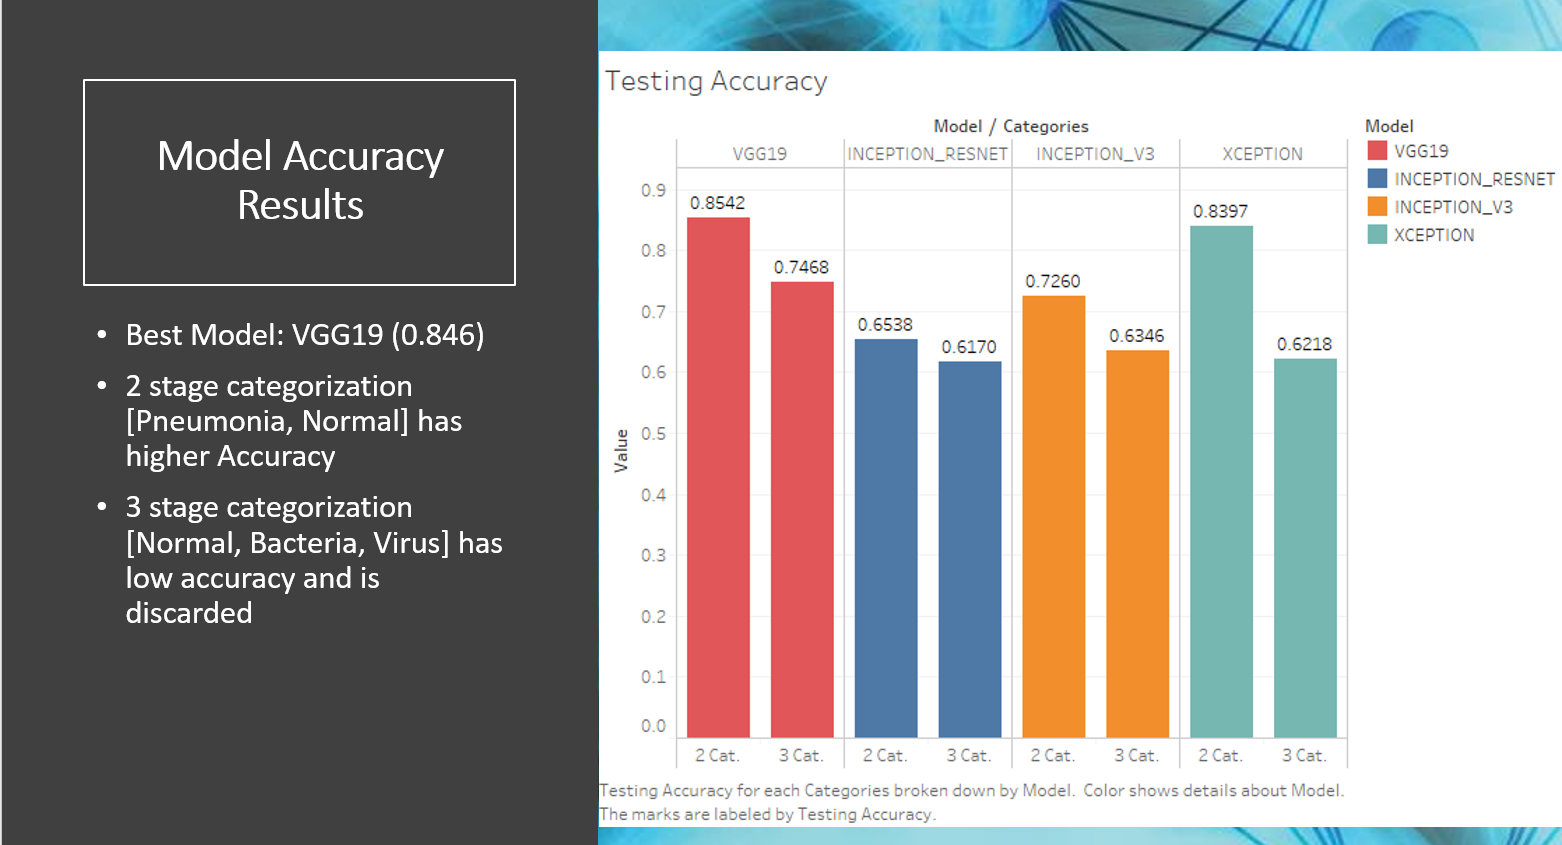 Model Accuracy
Results
• Best Model: VGG19 (0.846)
• 2 stage categorization
[Pneumonia, Normal] has
higher Accuracy
• 3 stage categorization
[Normal, Bacteria, Virus] has
low accuracy and is
discarded
Testing Accuracy
Model / Categories
VGG19 INCEPTION_RESNET INCEPTION_V3 XCEPTION
Value
0.9
0.8
0.7
0.6
0.5
0.4
0.3
0.2
0.1
0.0
0.8542 0.7468 0.6538 0.6170 0.7260 0.6346 0.8397 0.6218
2 Cat. 3 Cat. 2 Cat. 3 Cat. 2 Cat. 3 Cat. 2 Cat. 3 Cat.
Model
VGG19
INCEPTION_RESNET
INCEPTION_V3
XCEPTION
Testing Accuracy for each Categories broken down by Model. Color shows details about Model.
The marks are labeled by Testing Accuracy.